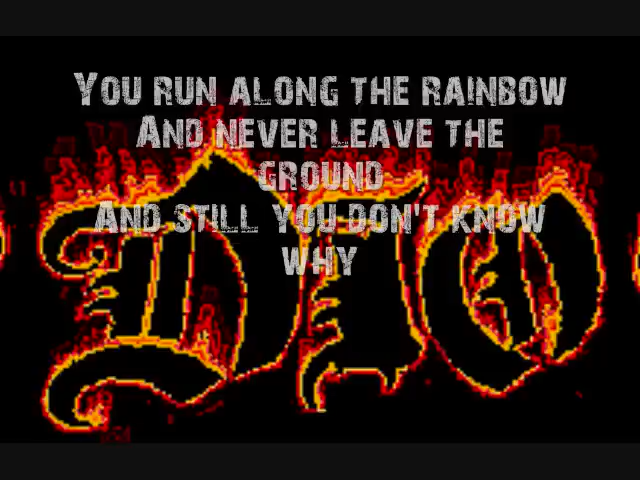 You run along the rainbow
And never leave the
ground
And still you don't know
why
DIO